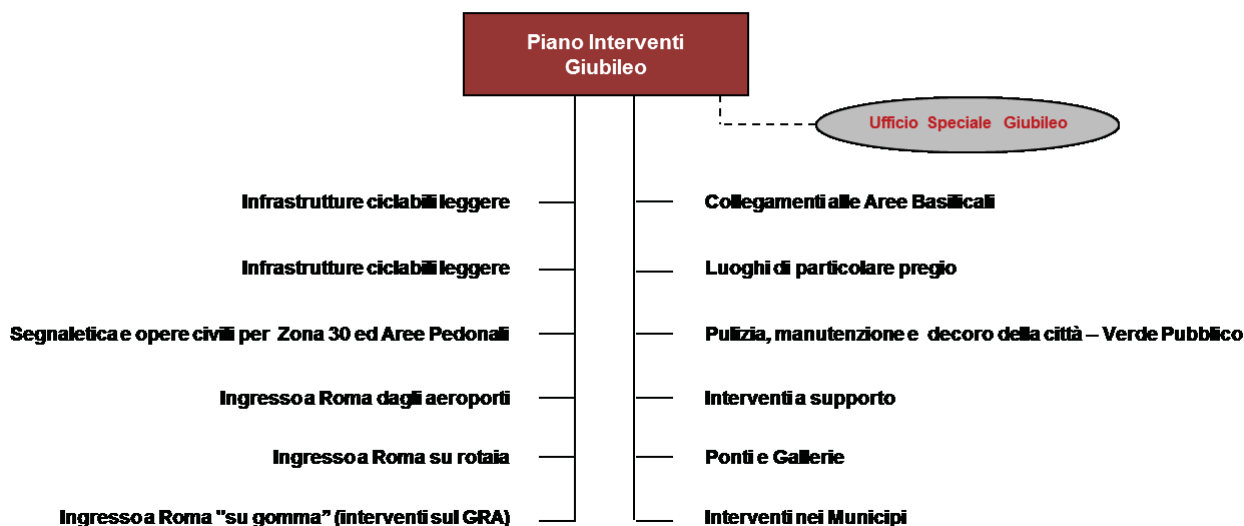 Piano Interventi
Giubileo
Ufficio Speciale Giubileo
Infrastrutture ciclabili leggere
Infrastrutture ciclabili leggere
Segnaletica e opere civili per Zona 30 ed Aree Pedonali
Ingresso a Roma dagli aeroporti
Ingresso a Roma su rotaia
Ingresso a Roma "su gomma” (interventi sul GRA)
Collegamenti alle Aree Basilicali
Luoghi di particolare pregio
Pulizia, manutenzione e decoro della città – Verde Pubblico
Interventi a supporto
Ponti e Gallerie
Interventi nei Municipi